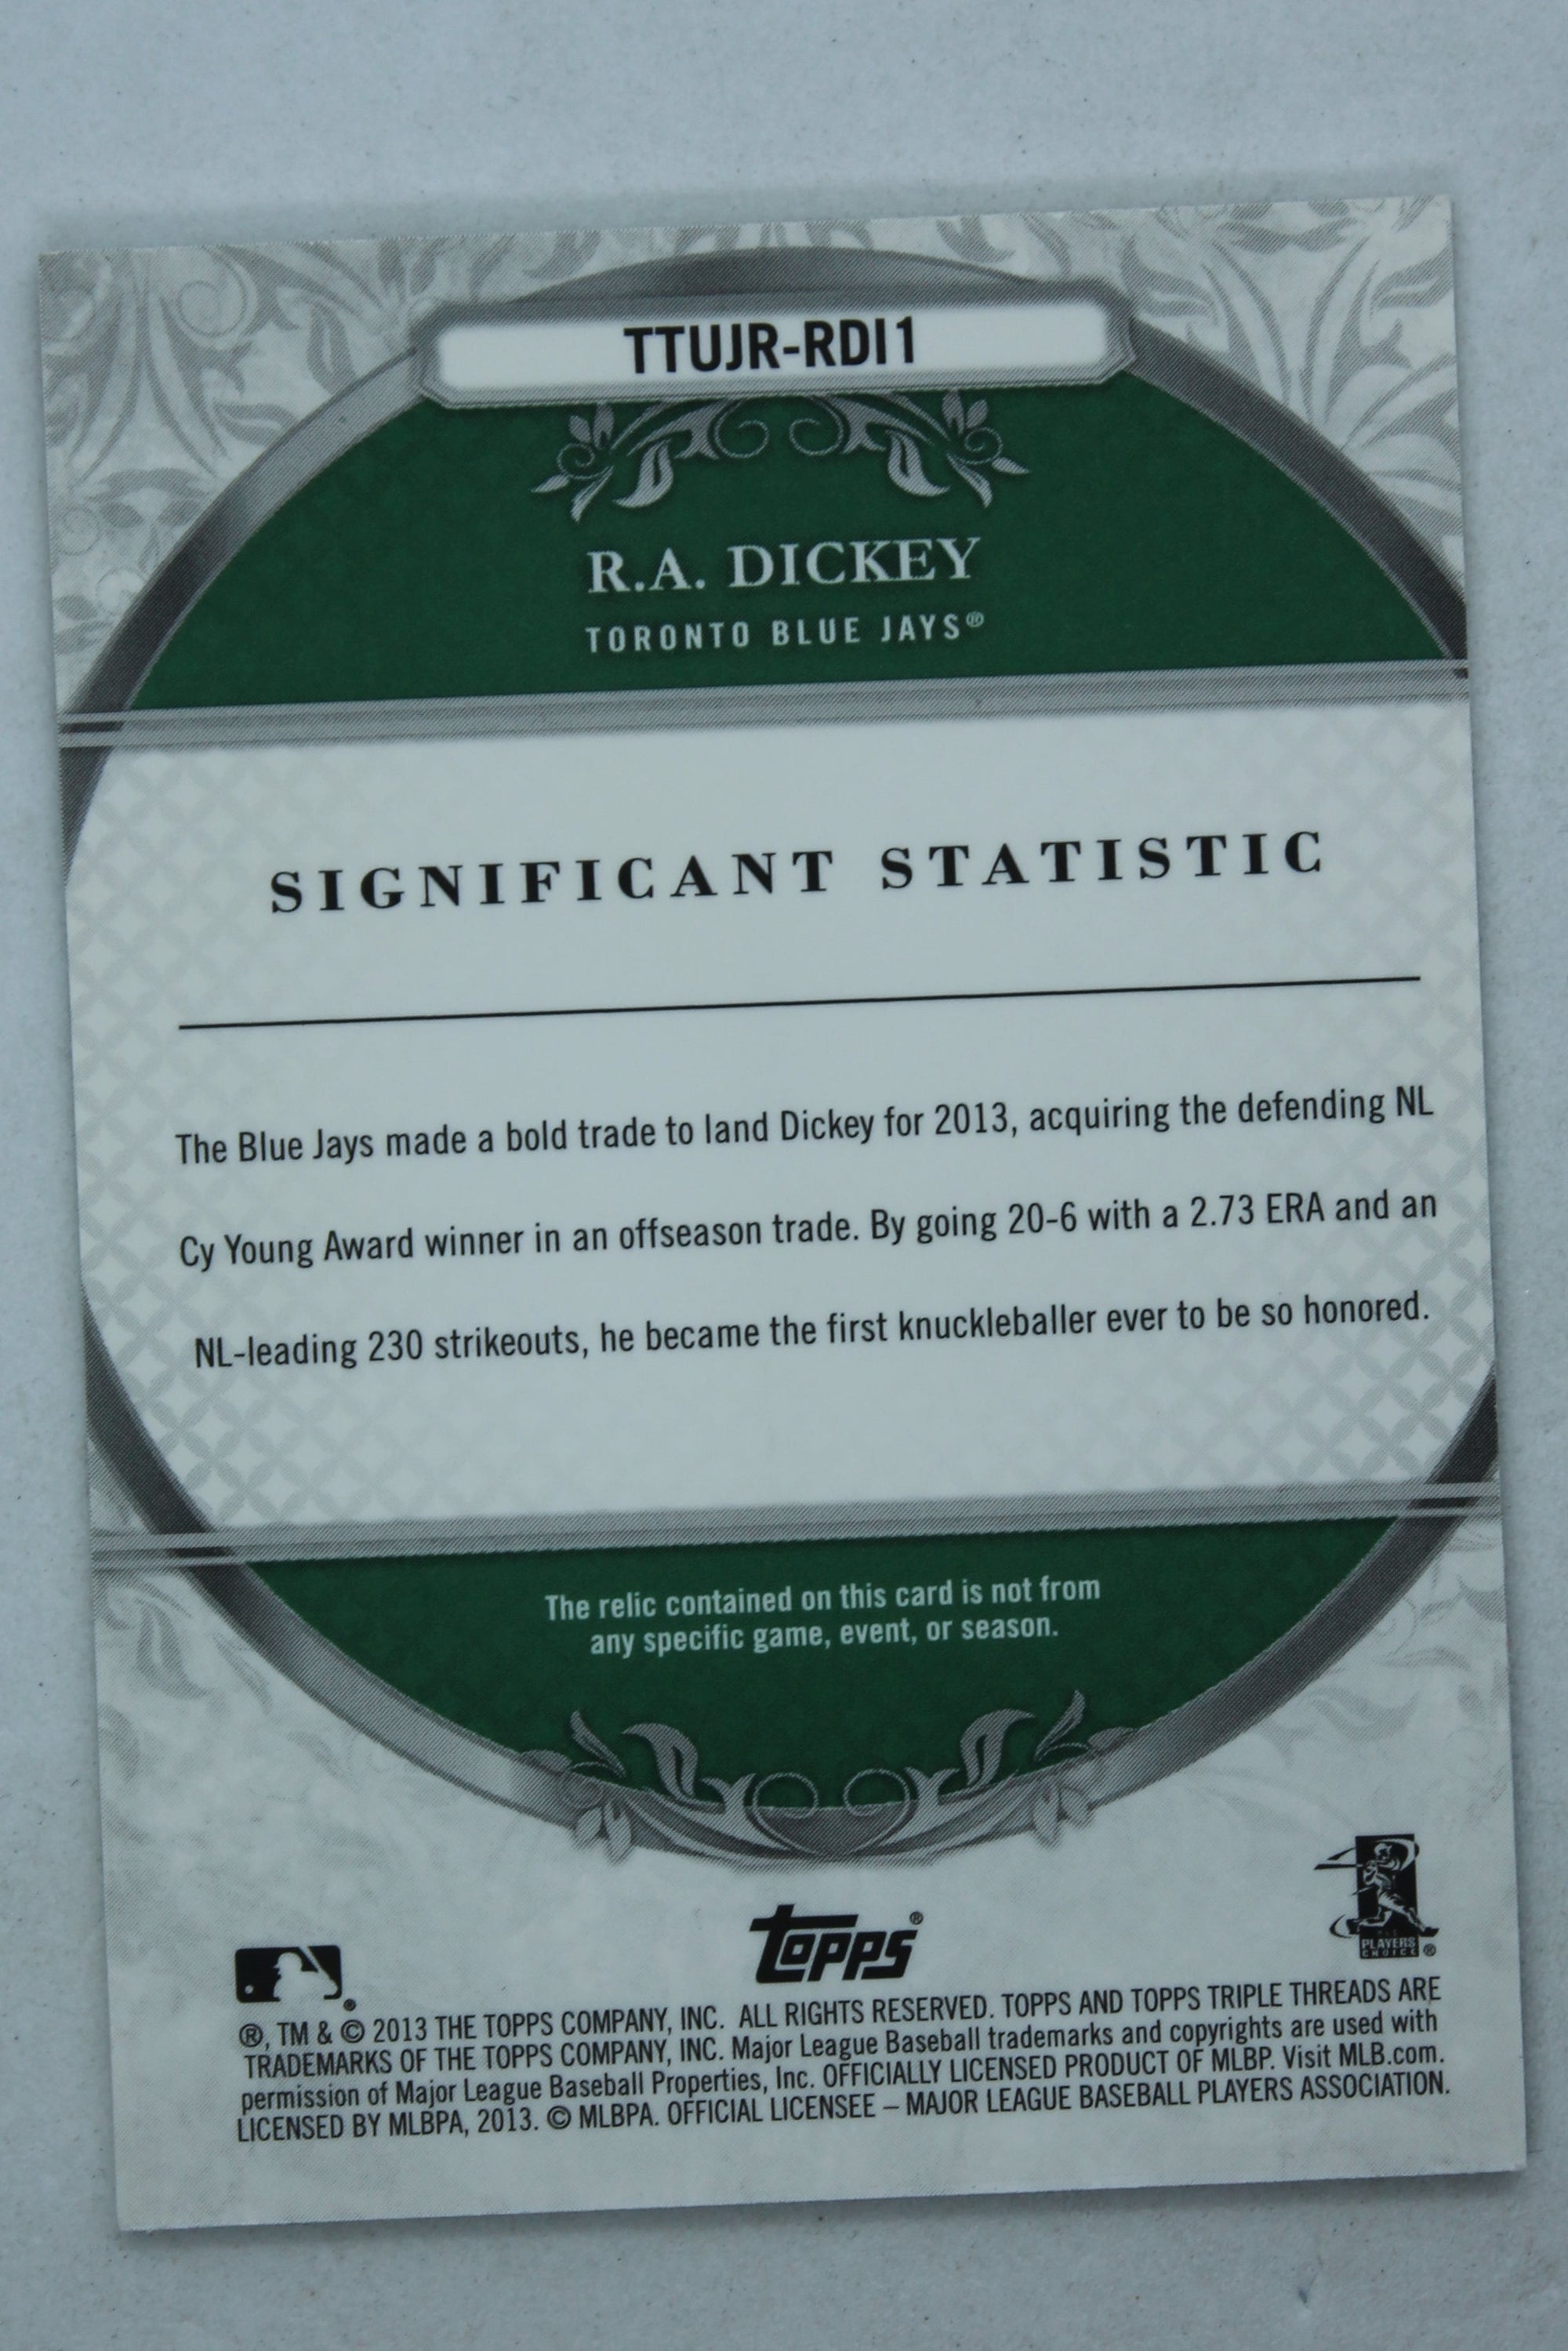 TTUJR-RDI1
R.A. DICKEY
TORONTO BLUE JAYS®
SIGNIFICANT STATISTIC
The Blue Jays made a bold trade to land Dickey for 2013, acquiring the defending NL
Cy Young Award winner in an offseason trade. By going 20-6 with a 2.73 ERA and an
NL-leading 230 strikeouts, he became the first knuckleballer ever to be so honored.
The relic contained on this card is not from
any specific game, event, or season.
Topps®
PLAYERS
CHOICE ®
®, TM & © 2013 THE TOPPS COMPANY, INC. ALL RIGHTS RESERVED. TOPPS AND TOPPS TRIPLE THREADS ARE
TRADEMARKS OF THE TOPPS COMPANY, INC. Major League Baseball trademarks and copyrights are used with
permission of Major League Baseball Properties, Inc. OFFICIALLY LICENSED PRODUCT OF MLBP. Visit MLB.com.
LICENSED BY MLBPA, 2013. © MLBPA. OFFICIAL LICENSEE – MAJOR LEAGUE BASEBALL PLAYERS ASSOCIATION.